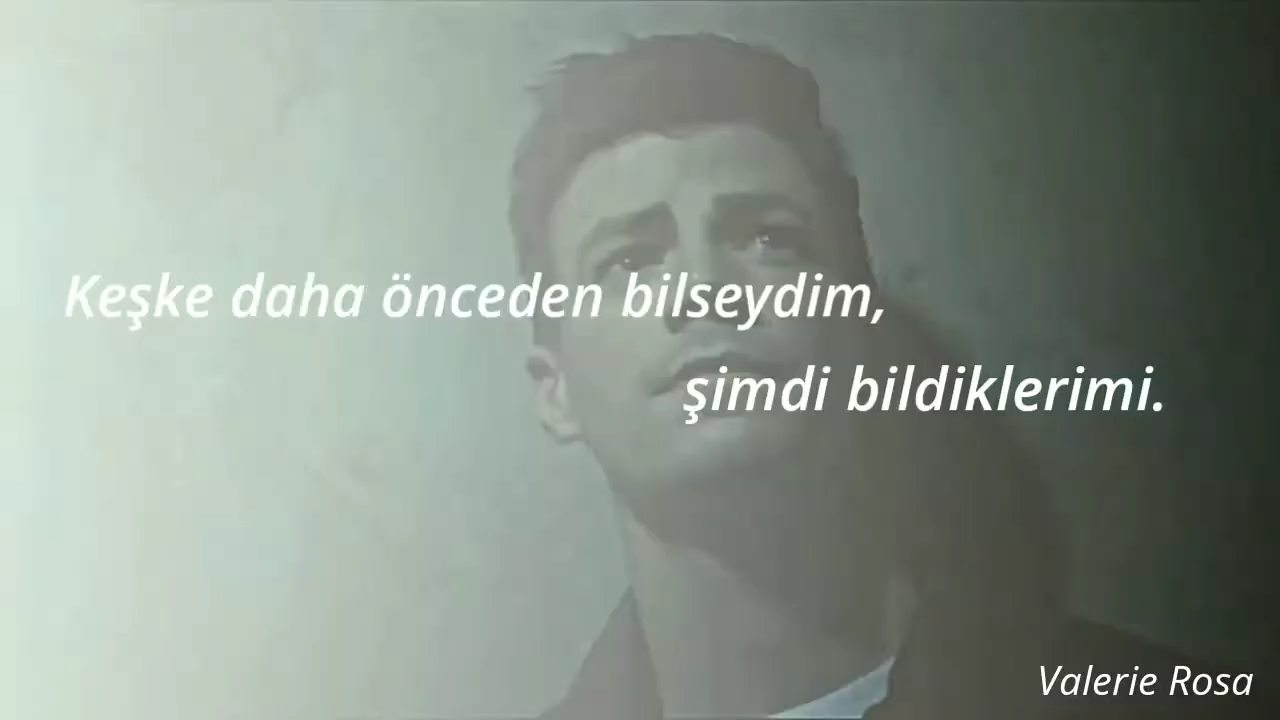 Keşke daha önceden bilseydim,
şimdi bildiklerimi.
Valerie Rosa